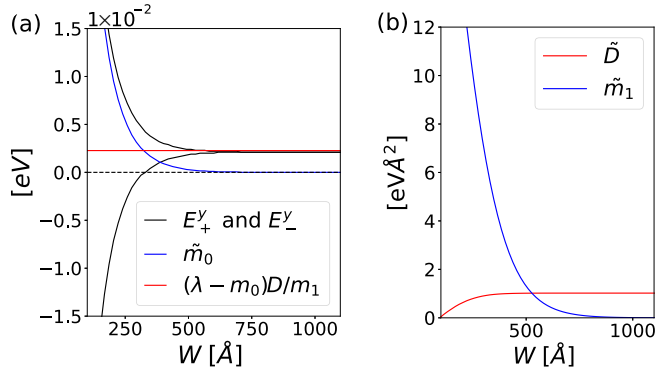 (a)
1×10⁻²
1.5
1.0
0.5
0.0
−0.5
−1.0
−1.5
[eV]
E₊ʸ and E₋ʸ
m̃₀
(λ − m₀)D/m₁
250 500 750 1000
W [Å]
(b)
12
10
8
6
4
2
0
[eVÅ²]
D̃
m̃₁
500 1000
W [Å]